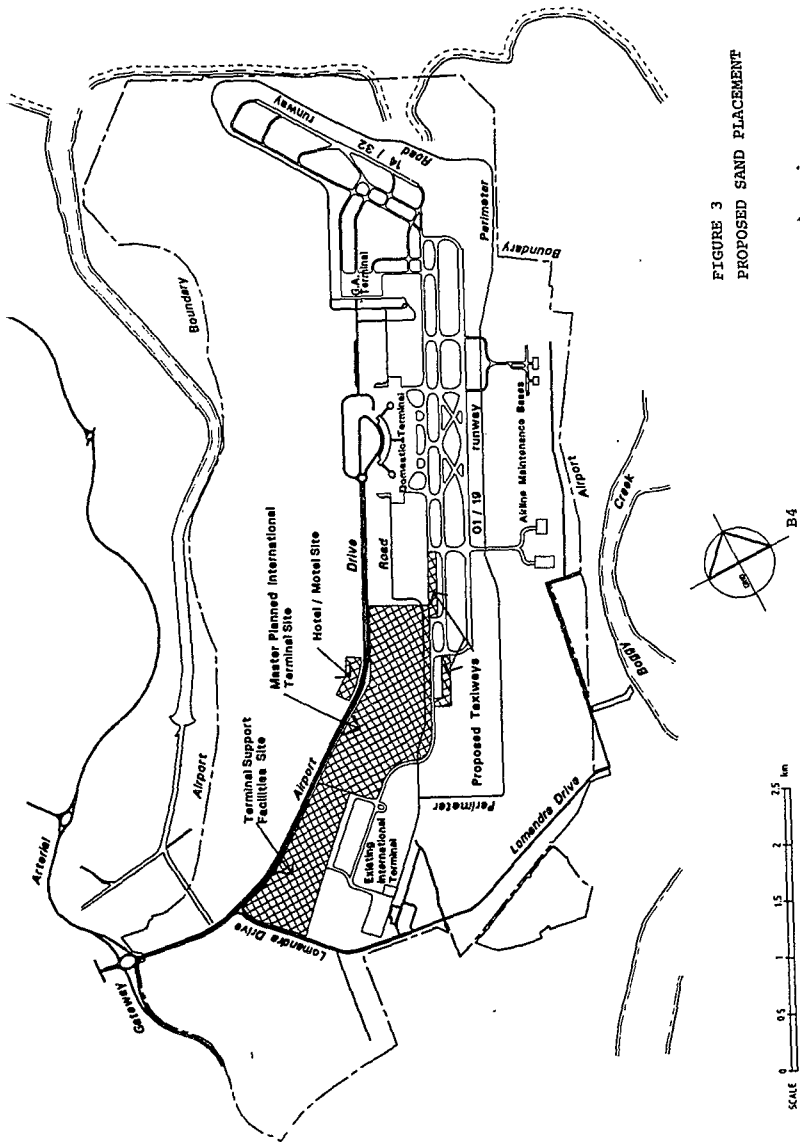 Gateway
Arterial
Airport
Boundary
Lomandra Drive
Airport
Drive
Terminal Support
Facilities Site
Master Planned International
Terminal Site
Hotel / Motel Site
Existing
International
Terminal
Road
Domestic Terminal
G.A.
Terminal
14 / 32
runway
Road
Perimeter
Boundary
01 / 19 runway
Airline Maintenance Bases
Proposed Taxiways
Perimeter
Lomandra Drive
Airport
Boggy
Creek
SCALE
0
0.5
1
1.5
2
2.5
km
B4
FIGURE 3
PROPOSED SAND PLACEMENT